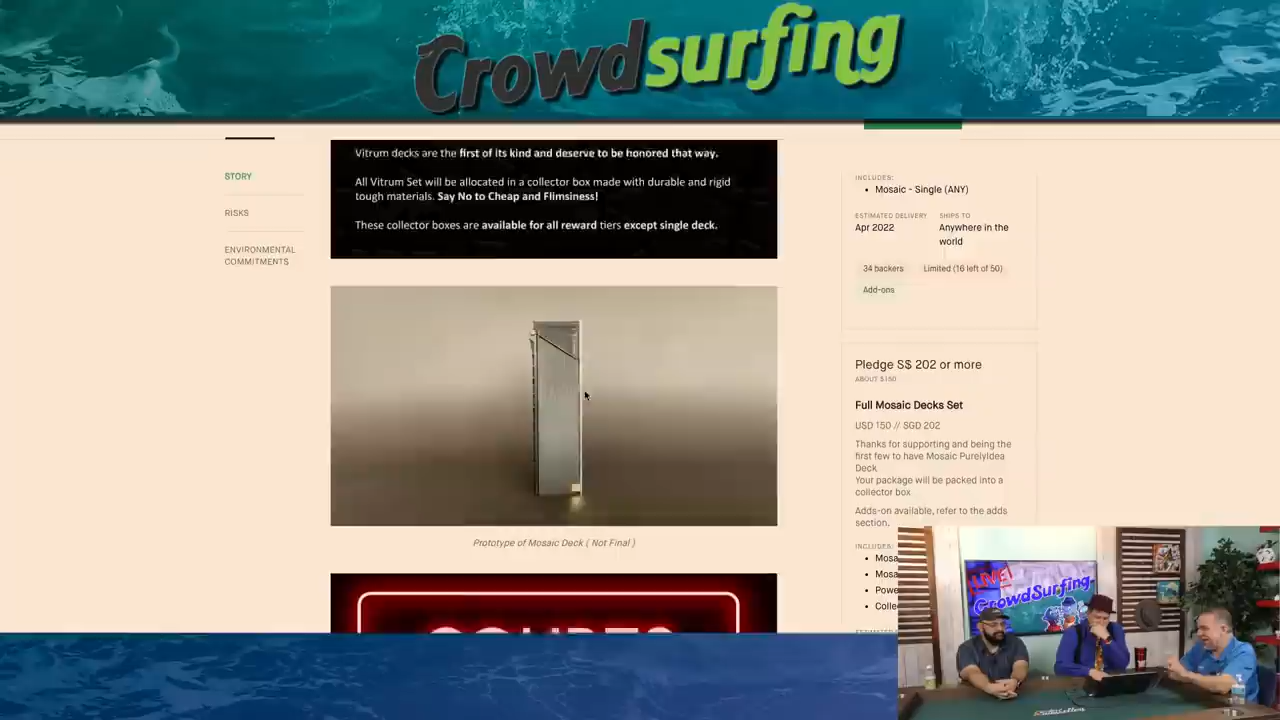 Crowdsurfing
STORY
RISKS
ENVIRONMENTAL
COMMITMENTS
Vitrum decks are the first of its kind and deserve to be honored that way.
All Vitrum Set will be allocated in a collector box made with durable and rigid
tough materials. Say No to Cheap and Flimsiness!
These collector boxes are available for all reward tiers except single deck.
Prototype of Mosaic Deck ( Not Final )
INCLUDES:
• Mosaic - Single (ANY)
ESTIMATED DELIVERY
Apr 2022
SHIPS TO
Anywhere in the
world
34 backers
Limited (16 left of 50)
Add-ons
Pledge S$ 202 or more
ABOUT $150
Full Mosaic Decks Set
USD 150 // SGD 202
Thanks for supporting and being the
first few to have Mosaic PurelyIdea
Deck
Your package will be packed into a
collector box
Adds-on available, refer to the adds
section.
INCLUDES:
• Mosa
• Mosa
• Powe
• Colle
LIVE!
CrowdSurfing